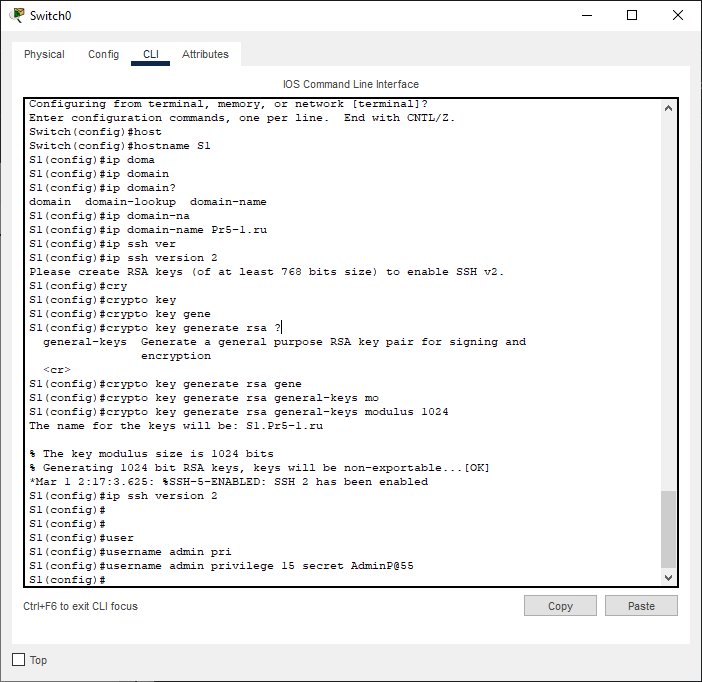 Switch0
Physical Config CLI Attributes
IOS Command Line Interface
Configuring from terminal, memory, or network [terminal]?
Enter configuration commands, one per line.  End with CNTL/Z.
Switch(config)#host
Switch(config)#hostname S1
S1(config)#ip doma
S1(config)#ip domain
S1(config)#ip domain?
domain  domain-lookup  domain-name
S1(config)#ip domain-na
S1(config)#ip domain-name Pr5-1.ru
S1(config)#ip ssh ver
S1(config)#ip ssh version 2
Please create RSA keys (of at least 768 bits size) to enable SSH v2.
S1(config)#cry
S1(config)#crypto key
S1(config)#crypto key gene
S1(config)#crypto key generate rsa ?
  general-keys  Generate a general purpose RSA key pair for signing and
                encryption
  <cr>
S1(config)#crypto key generate rsa gene
S1(config)#crypto key generate rsa general-keys mo
S1(config)#crypto key generate rsa general-keys modulus 1024
The name for the keys will be: S1.Pr5-1.ru

% The key modulus size is 1024 bits
% Generating 1024 bit RSA keys, keys will be non-exportable...[OK]
*Mar 1 2:17:3.625: %SSH-5-ENABLED: SSH 2 has been enabled
S1(config)#ip ssh version 2
S1(config)#
S1(config)#
S1(config)#user
S1(config)#username admin pri
S1(config)#username admin privilege 15 secret AdminP@55
S1(config)#
Ctrl+F6 to exit CLI focus
Copy Paste
Top